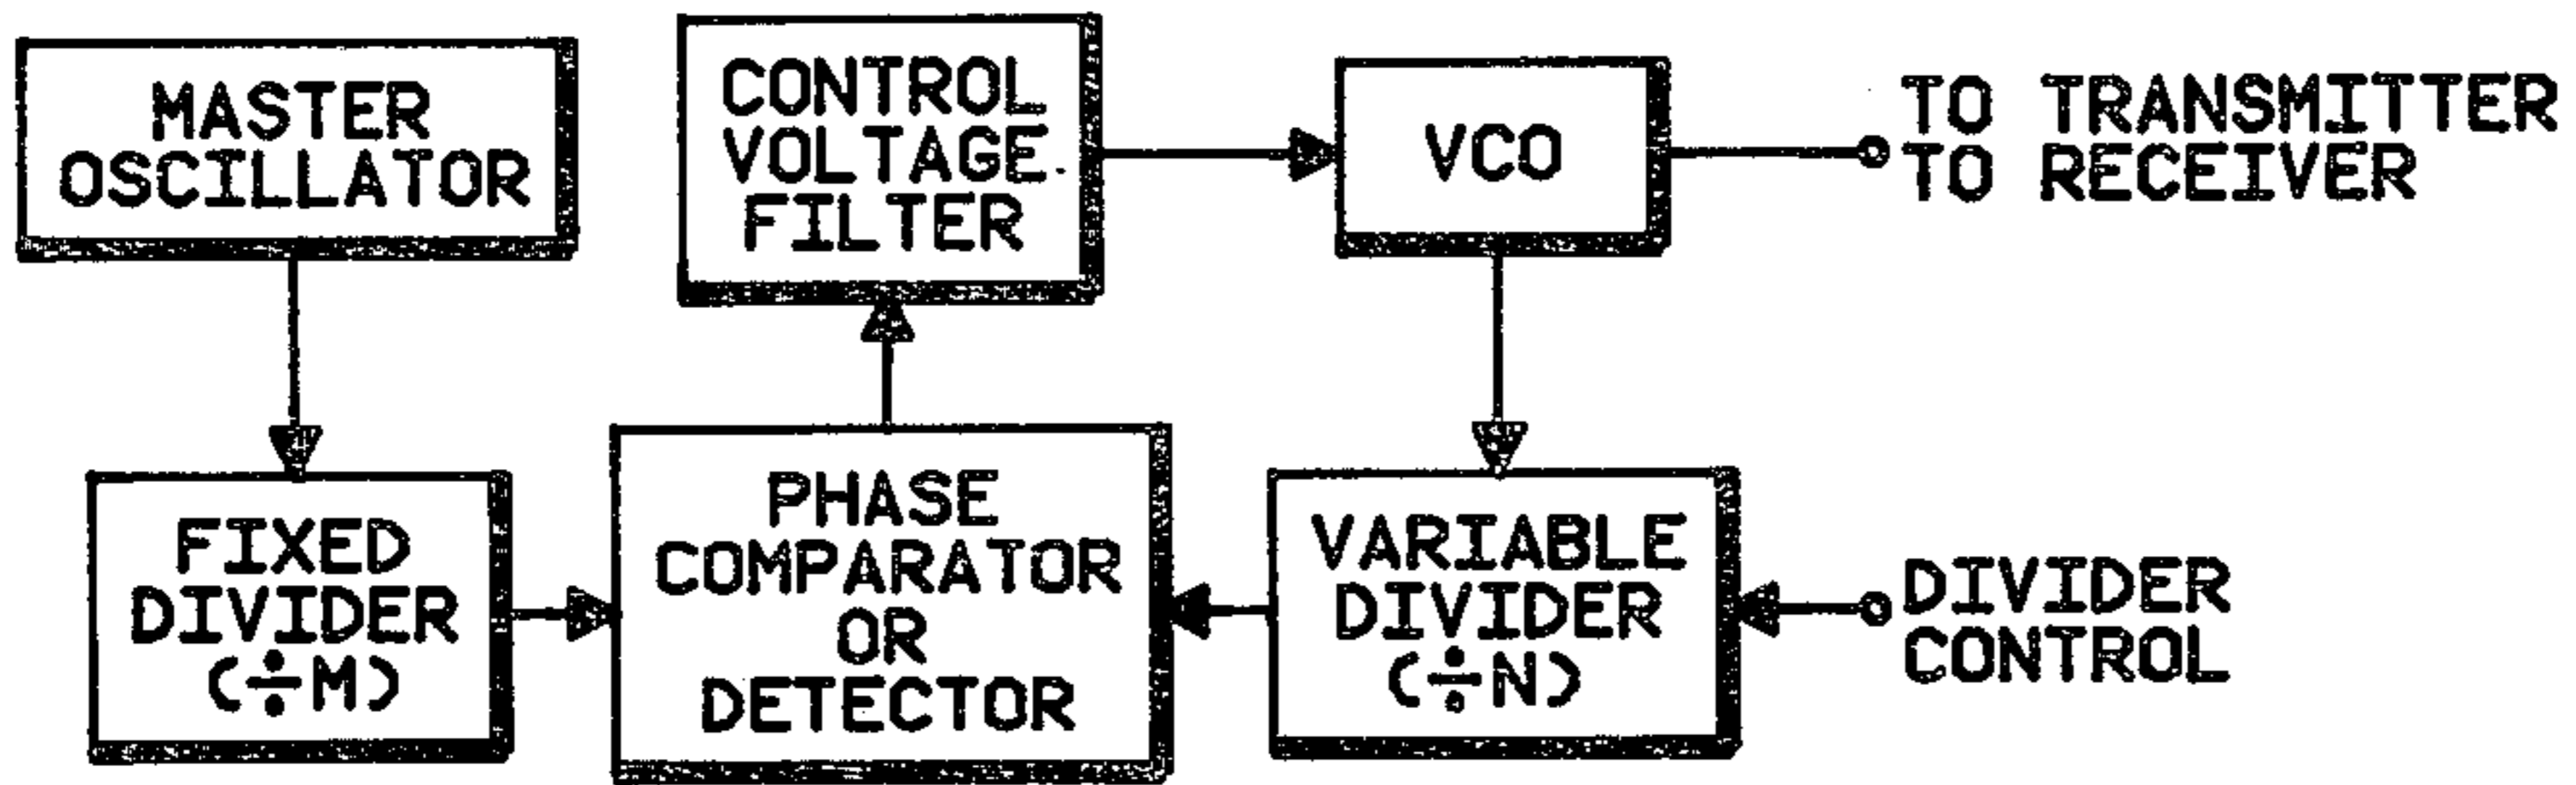 MASTER
OSCILLATOR
CONTROL
VOLTAGE
FILTER
VCO
TO TRANSMITTER
TO RECEIVER
FIXED
DIVIDER
(÷M)
PHASE
COMPARATOR
OR
DETECTOR
VARIABLE
DIVIDER
(÷N)
DIVIDER
CONTROL